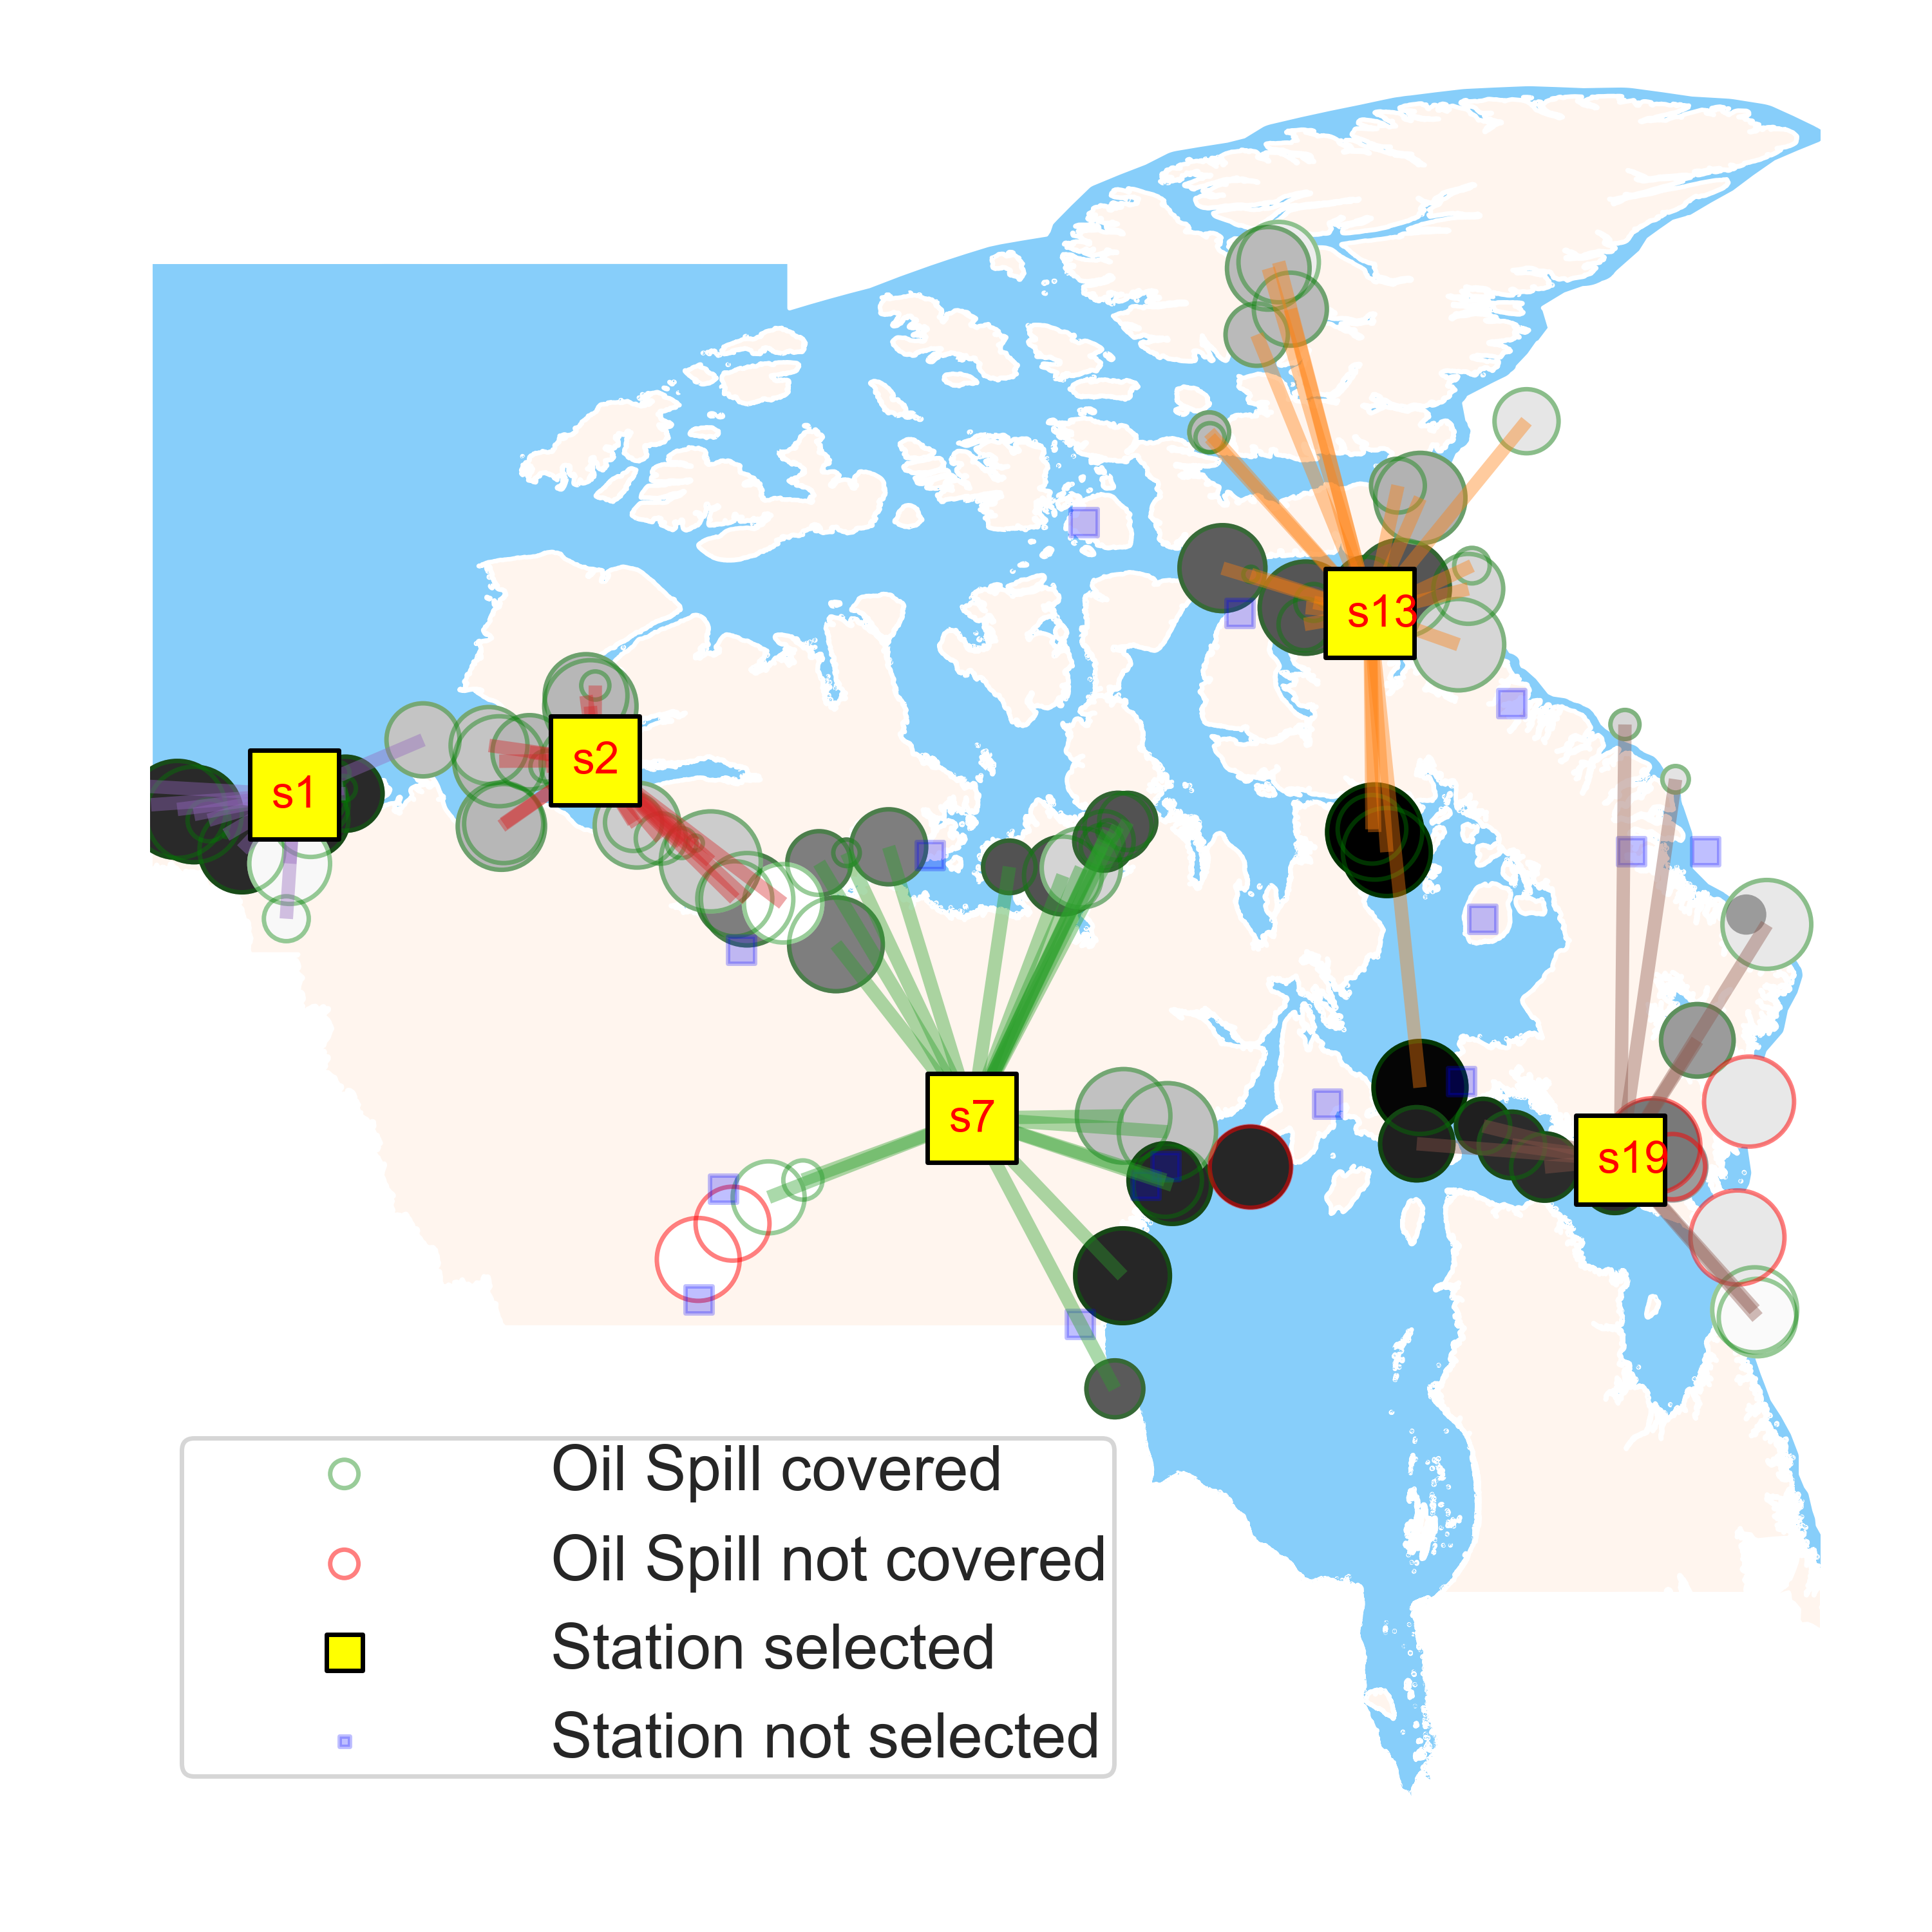 s13
s2
s1
s7
s19
Oil Spill covered
Oil Spill not covered
Station selected
Station not selected